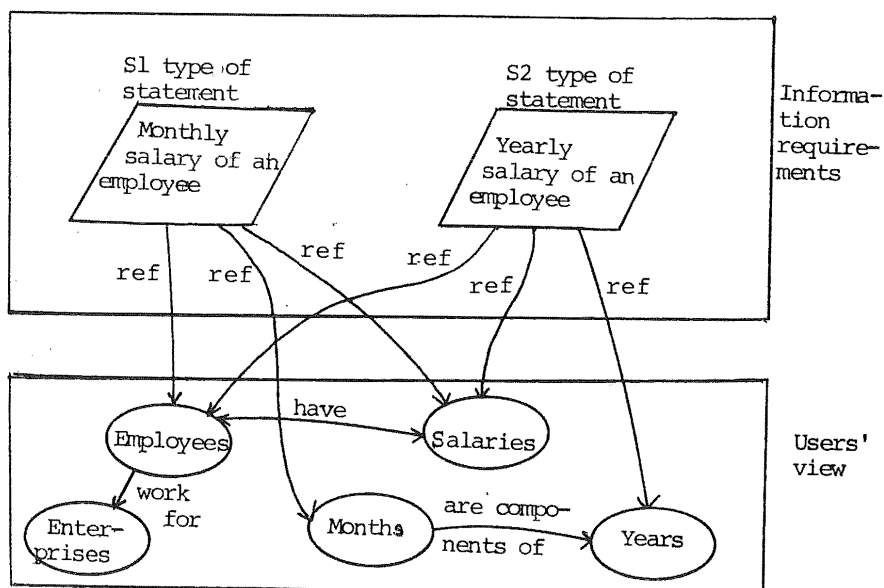 S1 type of
statement
Monthly
salary of an
employee
S2 type of
statement
Yearly
salary of an
employee
Informa-
tion
require-
ments
ref
ref
ref
ref
ref
ref
have
Employees
Salaries
work
for
Enter-
prises
Months
are compo-
nents of
Years
Users'
view